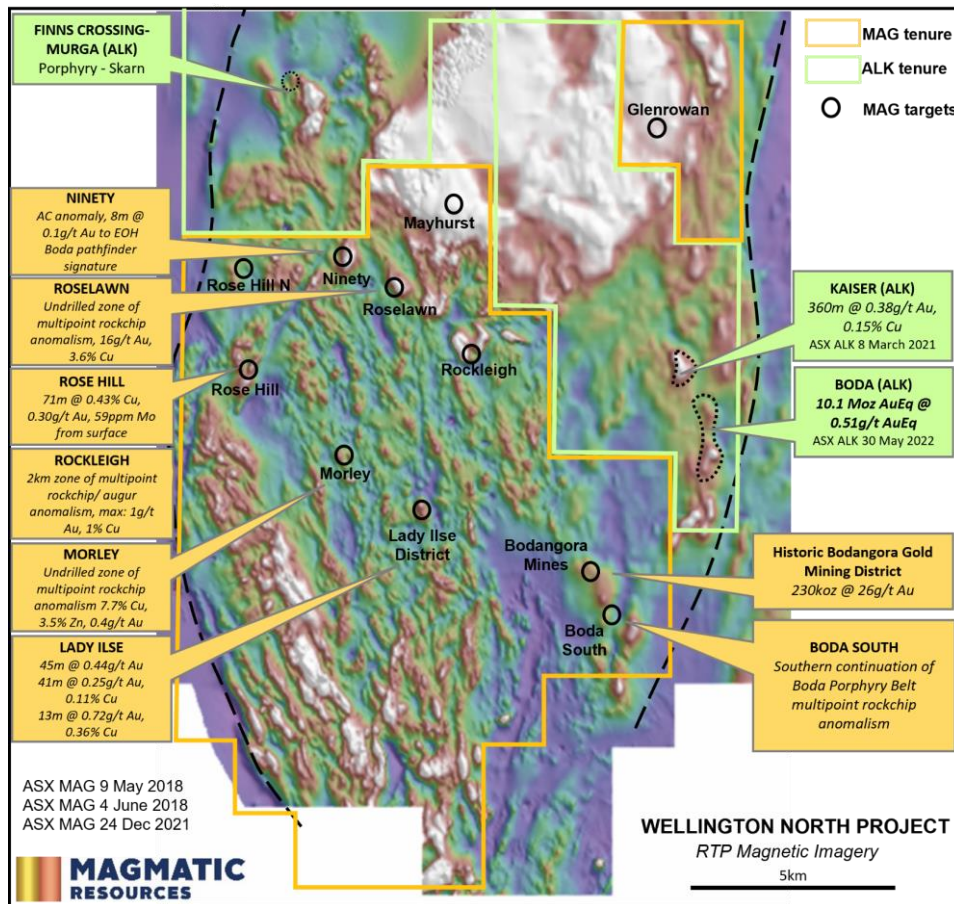 FINNS CROSSING-
MURGA (ALK)
Porphyry - Skarn
MAG tenure
ALK tenure
MAG targets
Glenrowan
Mayhurst
NINETY
AC anomaly, 8m @
0.1g/t Au to EOH
Boda pathfinder
signature
Rose Hill N
Ninety
Roselawn
ROSELAWN
Undrilled zone of
multipoint rockchip
anomalism, 16g/t Au,
3.6% Cu
KAISER (ALK)
360m @ 0.38g/t Au,
0.15% Cu
ASX ALK 8 March 2021
Rockleigh
ROSE HILL
71m @ 0.43% Cu,
0.30g/t Au, 59ppm Mo
from surface
Rose Hill
BODA (ALK)
10.1 Moz AuEq @
0.51g/t AuEq
ASX ALK 30 May 2022
ROCKLEIGH
2km zone of multipoint
rockchip/ augur
anomalism, max: 1g/t
Au, 1% Cu
Morley
Lady Ilse
District
MORLEY
Undrilled zone of
multipoint rockchip
anomalism 7.7% Cu,
3.5% Zn, 0.4g/t Au
Bodangora
Mines
Historic Bodangora Gold
Mining District
230koz @ 26g/t Au
LADY ILSE
45m @ 0.44g/t Au
41m @ 0.25g/t Au,
0.11% Cu
13m @ 0.72g/t Au,
0.36% Cu
Boda
South
BODA SOUTH
Southern continuation of
Boda Porphyry Belt
multipoint rockchip
anomalism
ASX MAG 9 May 2018
ASX MAG 4 June 2018
ASX MAG 24 Dec 2021
MAGMATIC
RESOURCES
WELLINGTON NORTH PROJECT
RTP Magnetic Imagery
5km